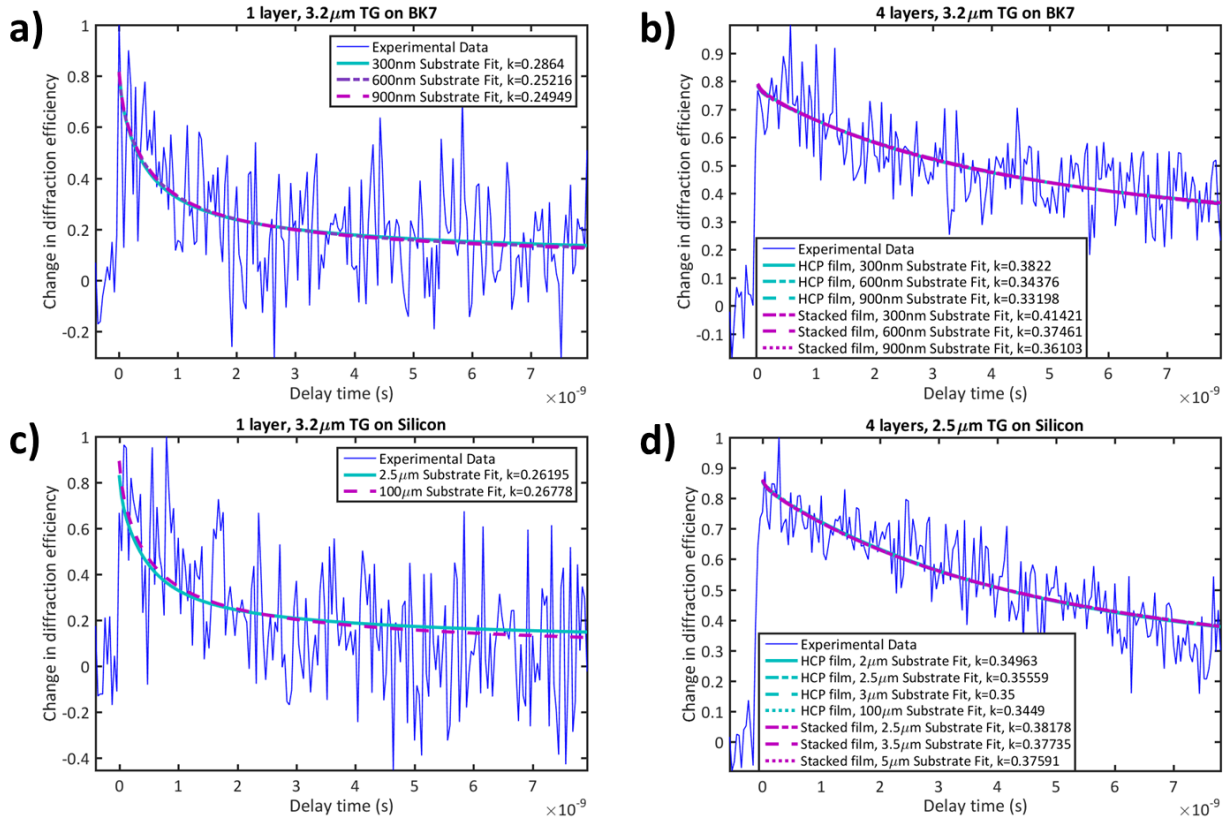 a)
1 layer, 3.2μm TG on BK7
Change in diffraction efficiency
1
0.8
0.6
0.4
0.2
0
-0.2
Experimental Data
300nm Substrate Fit, k=0.2864
600nm Substrate Fit, k=0.25216
900nm Substrate Fit, k=0.24949
0 1 2 3 4 5 6 7
Delay time (s)
×10⁻⁹
b)
4 layers, 3.2μm TG on BK7
Change in diffraction efficiency
0.9
0.8
0.7
0.6
0.5
0.4
0.3
0.2
0.1
0
-0.1
Experimental Data
HCP film, 300nm Substrate Fit, k=0.3822
HCP film, 600nm Substrate Fit, k=0.34376
HCP film, 900nm Substrate Fit, k=0.33198
Stacked film, 300nm Substrate Fit, k=0.41421
Stacked film, 600nm Substrate Fit, k=0.37461
Stacked film, 900nm Substrate Fit, k=0.36103
0 1 2 3 4 5 6 7
Delay time (s)
×10⁻⁹
c)
1 layer, 3.2μm TG on Silicon
Change in diffraction efficiency
1
0.8
0.6
0.4
0.2
0
-0.2
-0.4
Experimental Data
2.5μm Substrate Fit, k=0.26195
100μm Substrate Fit, k=0.26778
0 1 2 3 4 5 6 7
Delay time (s)
×10⁻⁹
d)
4 layers, 2.5μm TG on Silicon
Change in diffraction efficiency
1
0.9
0.8
0.7
0.6
0.5
0.4
0.3
0.2
0.1
0
Experimental Data
HCP film, 2μm Substrate Fit, k=0.34963
HCP film, 2.5μm Substrate Fit, k=0.35559
HCP film, 3μm Substrate Fit, k=0.35
HCP film, 100μm Substrate Fit, k=0.3449
Stacked film, 2.5μm Substrate Fit, k=0.38178
Stacked film, 3.5μm Substrate Fit, k=0.37735
Stacked film, 5μm Substrate Fit, k=0.37591
0 1 2 3 4 5 6 7
Delay time (s)
×10⁻⁹